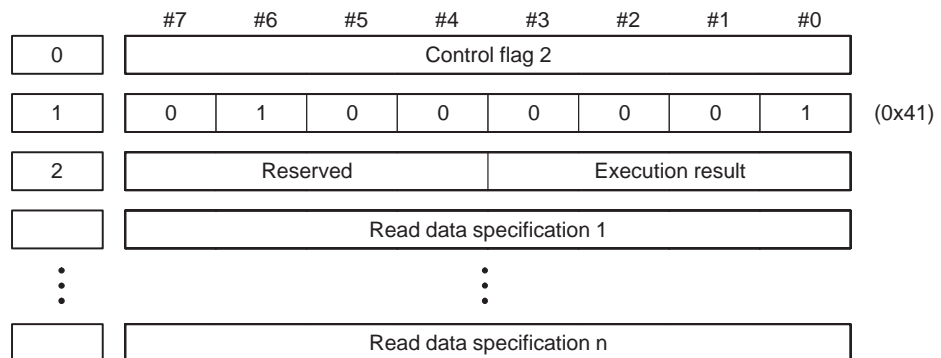 #7 #6 #5 #4 #3 #2 #1 #0
0 Control flag 2
1 0 1 0 0 0 0 0 1 (0x41)
2 Reserved Execution result
Read data specification 1
Read data specification n